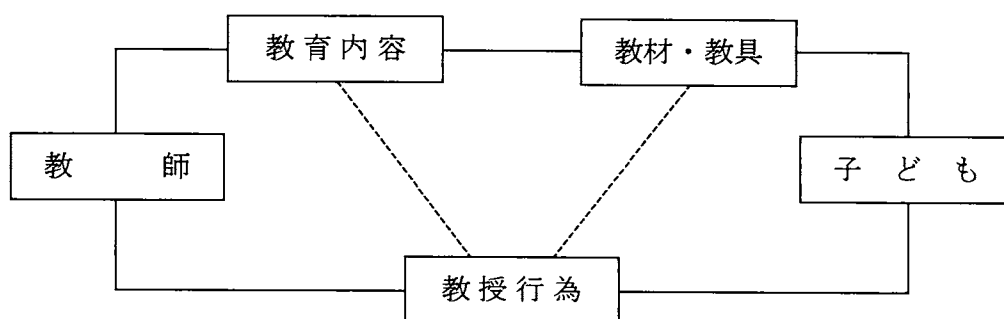 教育内容
教材・教具
教師
子ども
教授行為